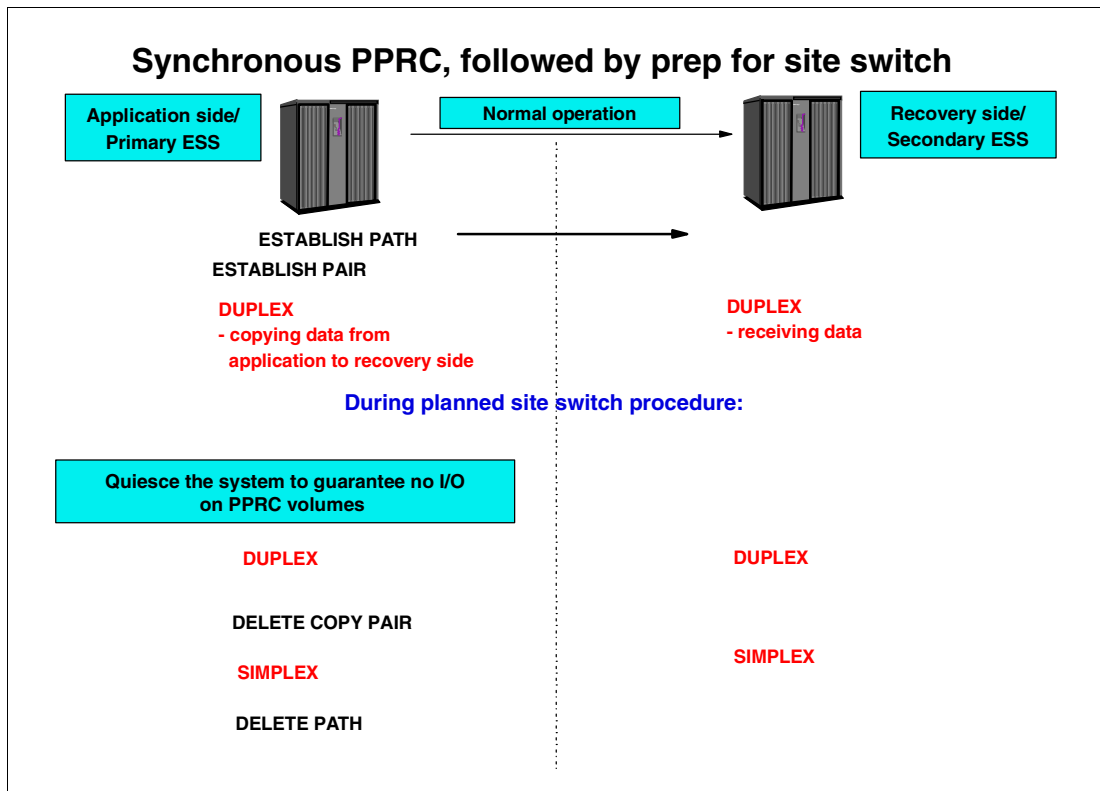 Synchronous PPRC, followed by prep for site switch
Application side/
Primary ESS
Normal operation
Recovery side/
Secondary ESS
ESTABLISH PATH
ESTABLISH PAIR
DUPLEX
- copying data from
application to recovery side
DUPLEX
- receiving data
During planned site switch procedure:
Quiesce the system to guarantee no I/O
on PPRC volumes
DUPLEX
DUPLEX
DELETE COPY PAIR
SIMPLEX
SIMPLEX
DELETE PATH